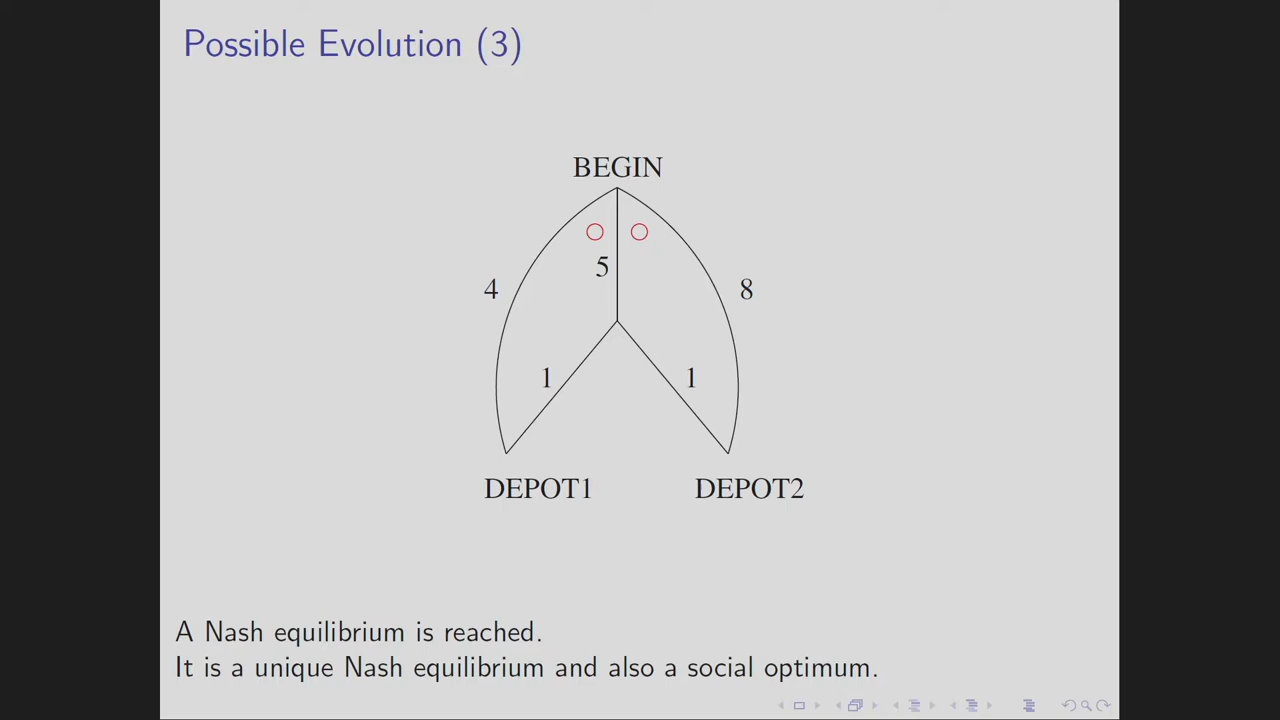 Possible Evolution (3)
BEGIN
5
4
8
1
1
DEPOT1
DEPOT2
A Nash equilibrium is reached.
It is a unique Nash equilibrium and also a social optimum.